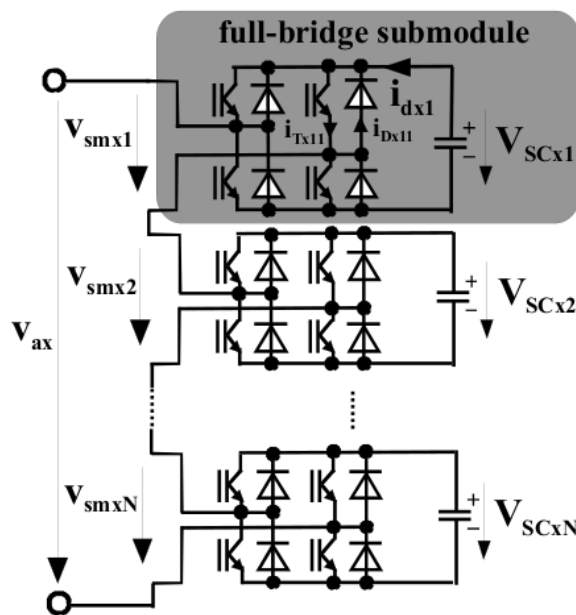 full-bridge submodule
i_dx1
v_smx1
i_Tx11
i_Dx11
+
−
V_SCx1
v_smx2
+
−
V_SCx2
v_ax
v_smxN
+
−
V_SCxN